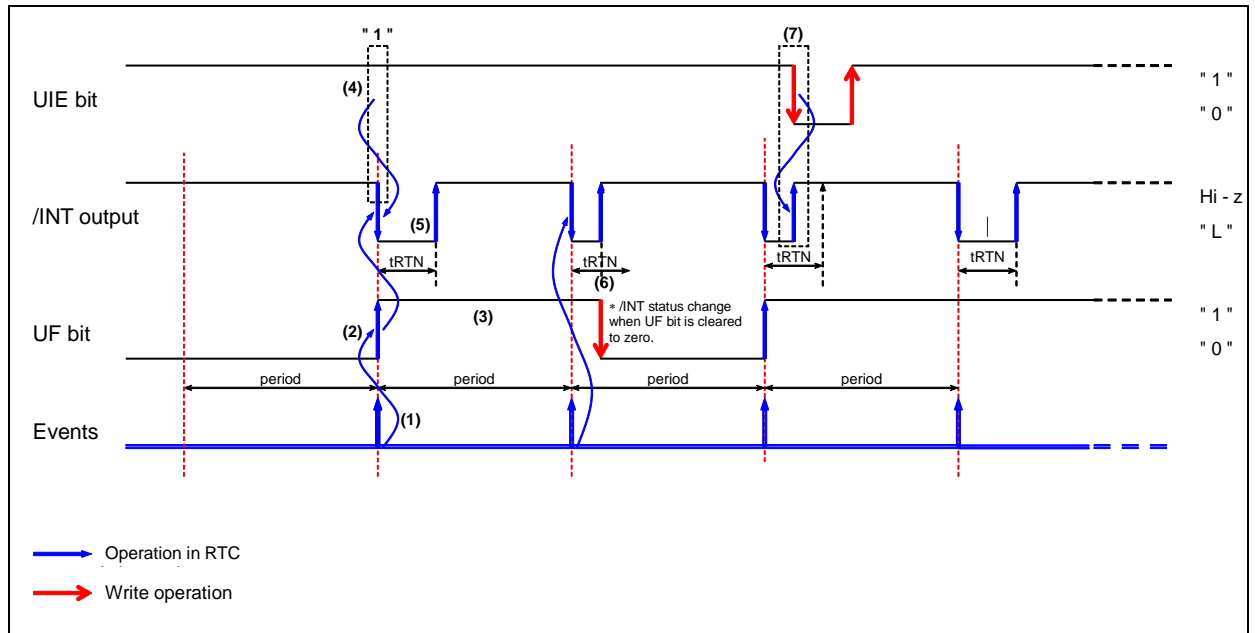 " 1 "
(7)
(4)
UIE bit
" 1 "
" 0 "
/INT output
(5)
Hi - z
" L "
tRTN
tRTN
tRTN
tRTN
(6)
* /INT status change
when UF bit is cleared
to zero.
(2)
(3)
UF bit
" 1 "
" 0 "
period
period
period
period
(1)
Events
Operation in RTC
Write operation